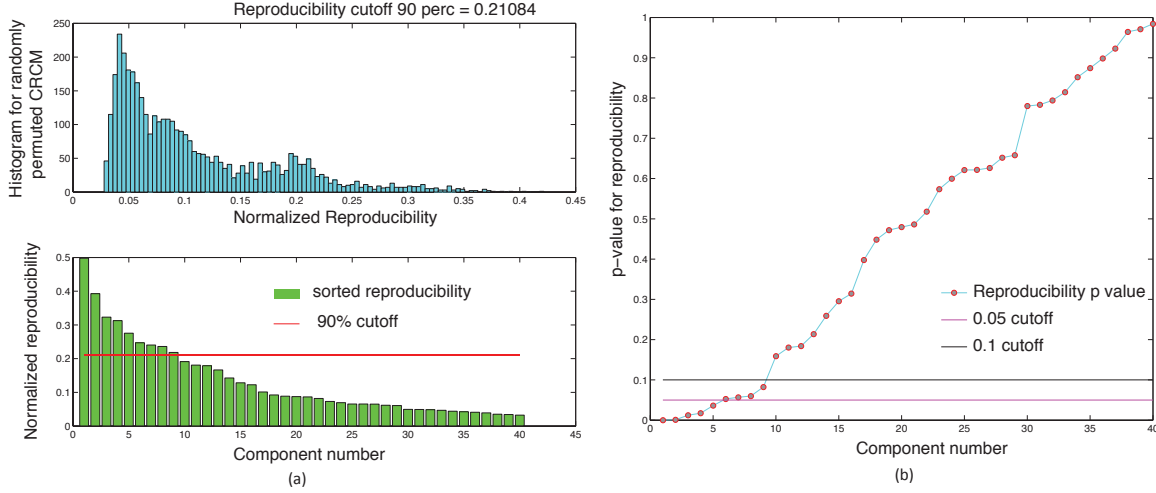 Reproducibility cutoff 90 perc = 0.21084
Histogram for randomly
permuted CRCM
250
200
150
100
50
0
0 0.05 0.1 0.15 0.2 0.25 0.3 0.35 0.4 0.45
Normalized Reproducibility
Normalized reproducibility
0.5
0.4
0.3
0.2
0.1
0
sorted reproducibility
90% cutoff
0 5 10 15 20 25 30 35 40 45
Component number
(a)
p-value for reproducibility
1
0.9
0.8
0.7
0.6
0.5
0.4
0.3
0.2
0.1
0
Reproducibility p value
0.05 cutoff
0.1 cutoff
0 5 10 15 20 25 30 35 40
Component number
(b)